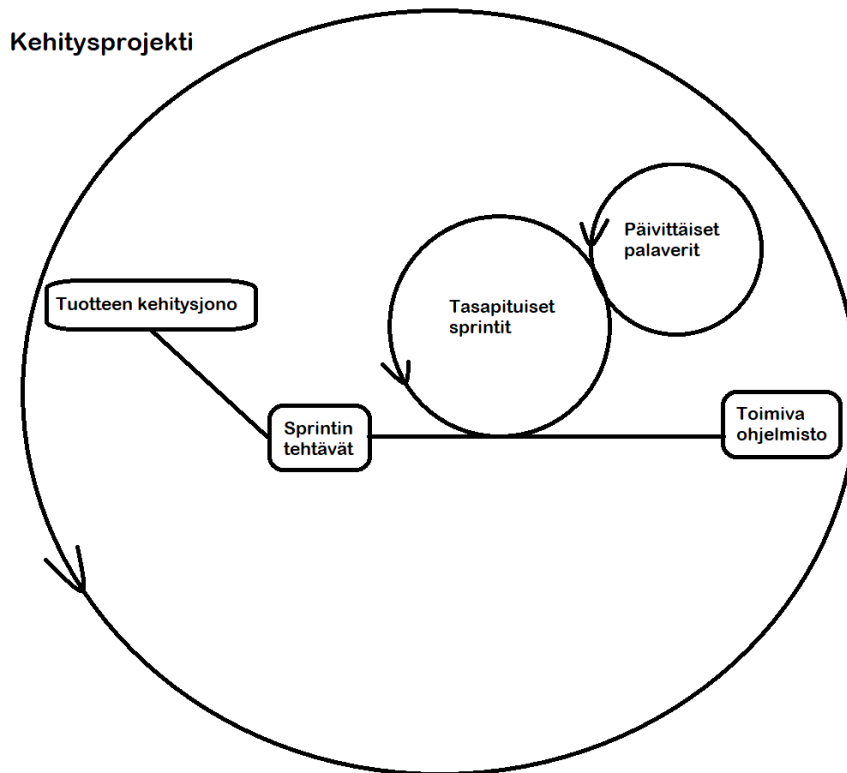 Kehitysprojekti
Päivittäiset
palaverit
Tuotteen kehitysjono
Tasapituiset
sprintit
Sprintin
tehtävät
Toimiva
ohjelmisto